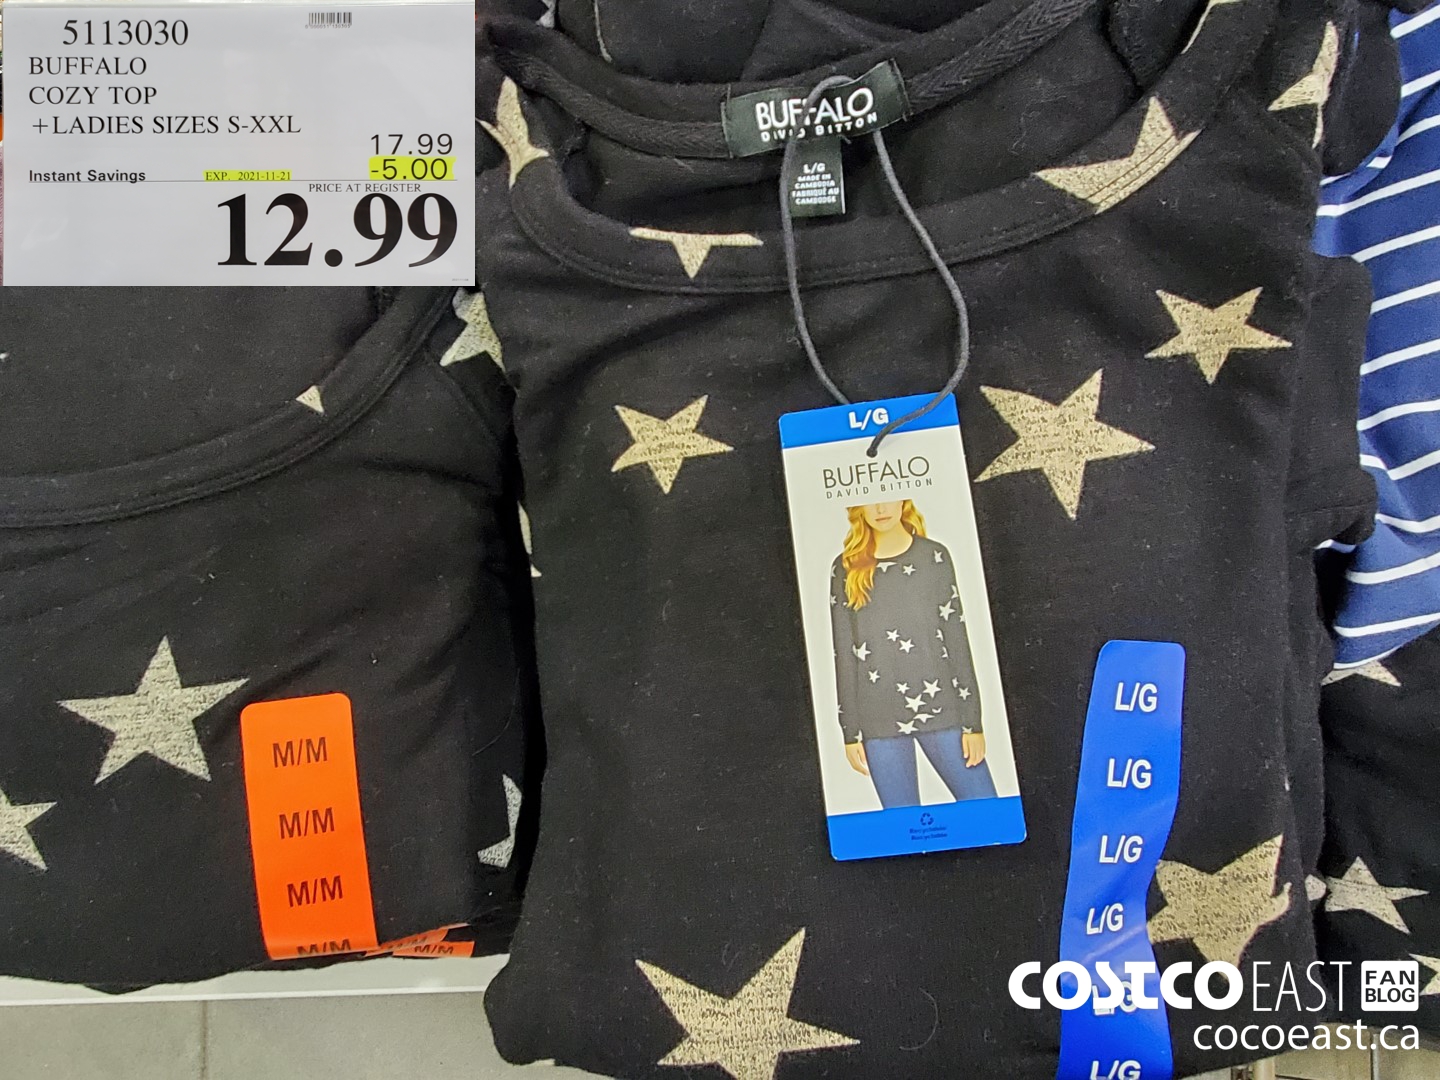 5113030
BUFFALO
COZY TOP
+LADIES SIZES S-XXL
17.99
-5.00
Instant Savings
EXP. 2021-11-21
PRICE AT REGISTER
12.99
BUFFALO
DAVID BITTON
L/G
MADE IN
CAMBODIA
FABRIQUÉ AU
CAMBODGE
L/G
BUFFALO
DAVID BITTON
M/M
M/M
M/M
M/M
M/M
L/G
L/G
L/G
L/G
L/G
L/G
COSTCO EAST FAN BLOG
cocoeast.ca